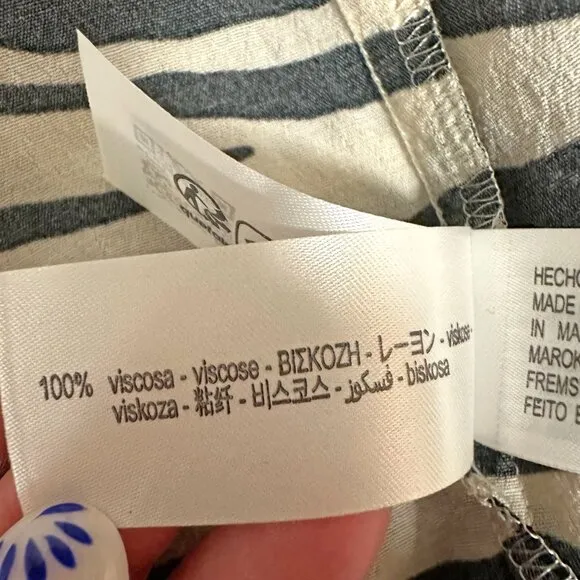 100% viscosa - viscose - ΒΙΣΚΟΖΗ - レーヨン - viskose -
viskoza - 粘纤 - 비스코스 - فسكوز - biskosa
HECHO
MADE
IN MA
MAROK
FREMS
FEITO E